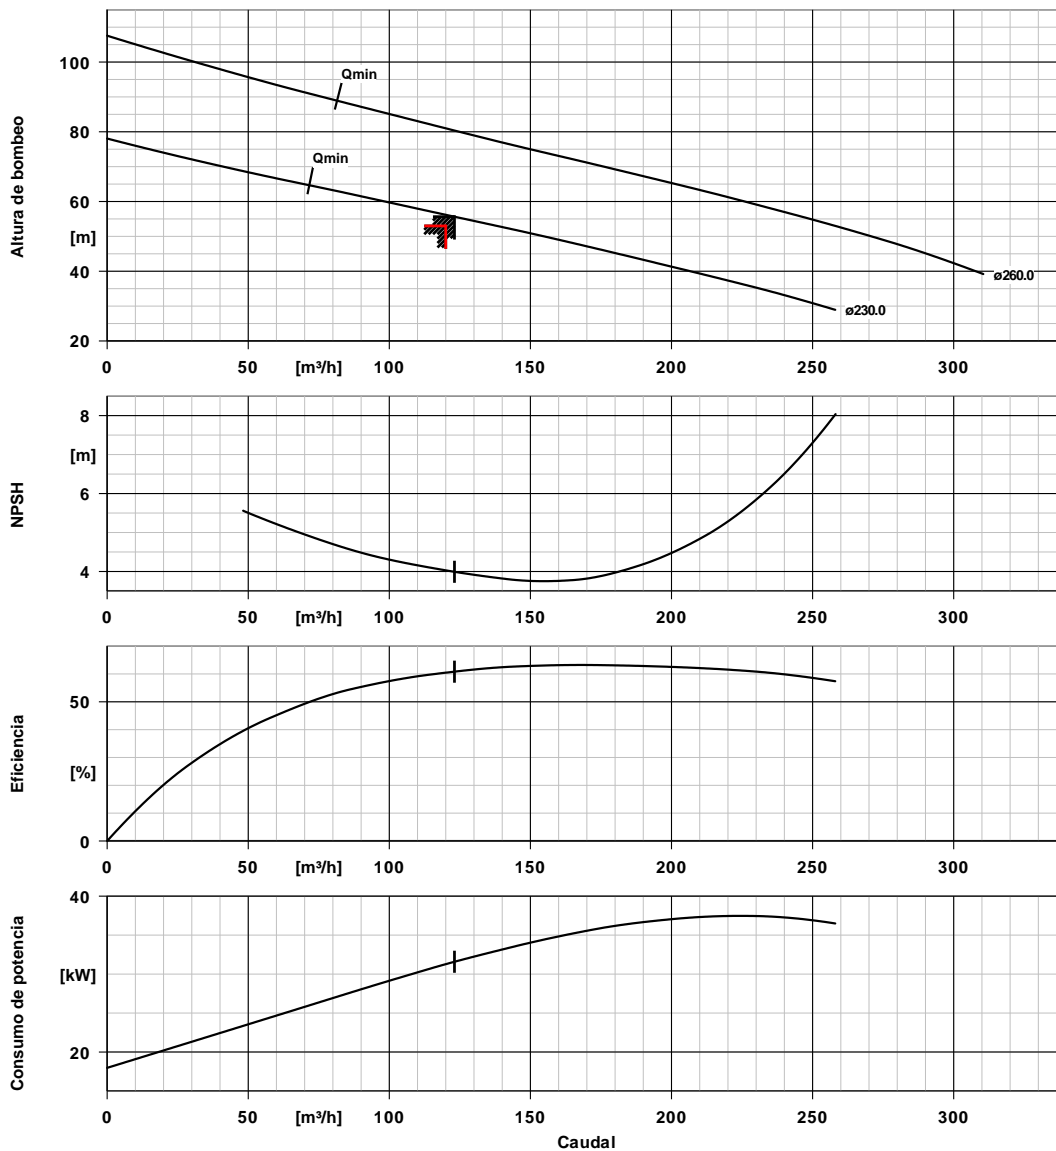 Altura de bombeo
[m]
100
80
60
40
20
Qmin
Qmin
ø260.0
ø230.0
0 50 [m³/h] 100 150 200 250 300
NPSH
[m]
8
6
4
0 50 [m³/h] 100 150 200 250 300
Eficiencia
[%]
50
0
0 50 [m³/h] 100 150 200 250 300
Consumo de potencia
[kW]
40
20
0 50 [m³/h] 100 150 200 250 300
Caudal